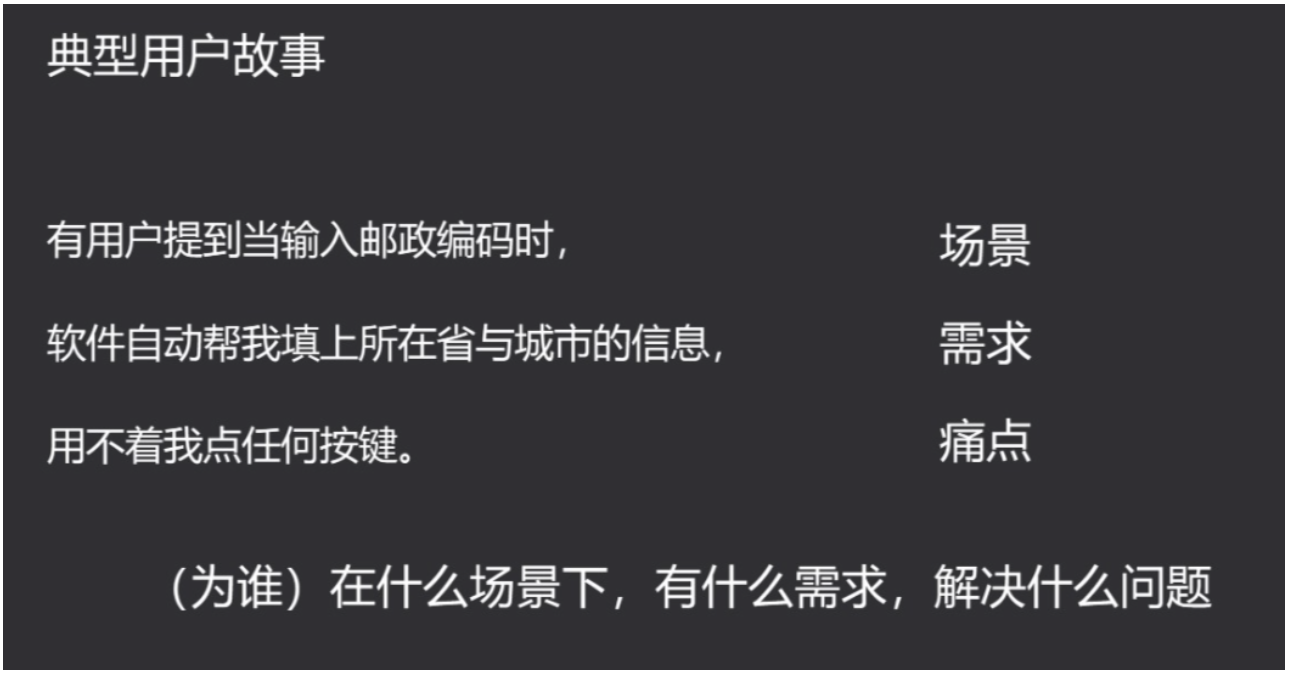 典型用户故事
有用户提到当输入邮政编码时，
场景
软件自动帮我填上所在省与城市的信息，
需求
用不着我点任何按键。
痛点
（为谁）在什么场景下，有什么需求，解决什么问题